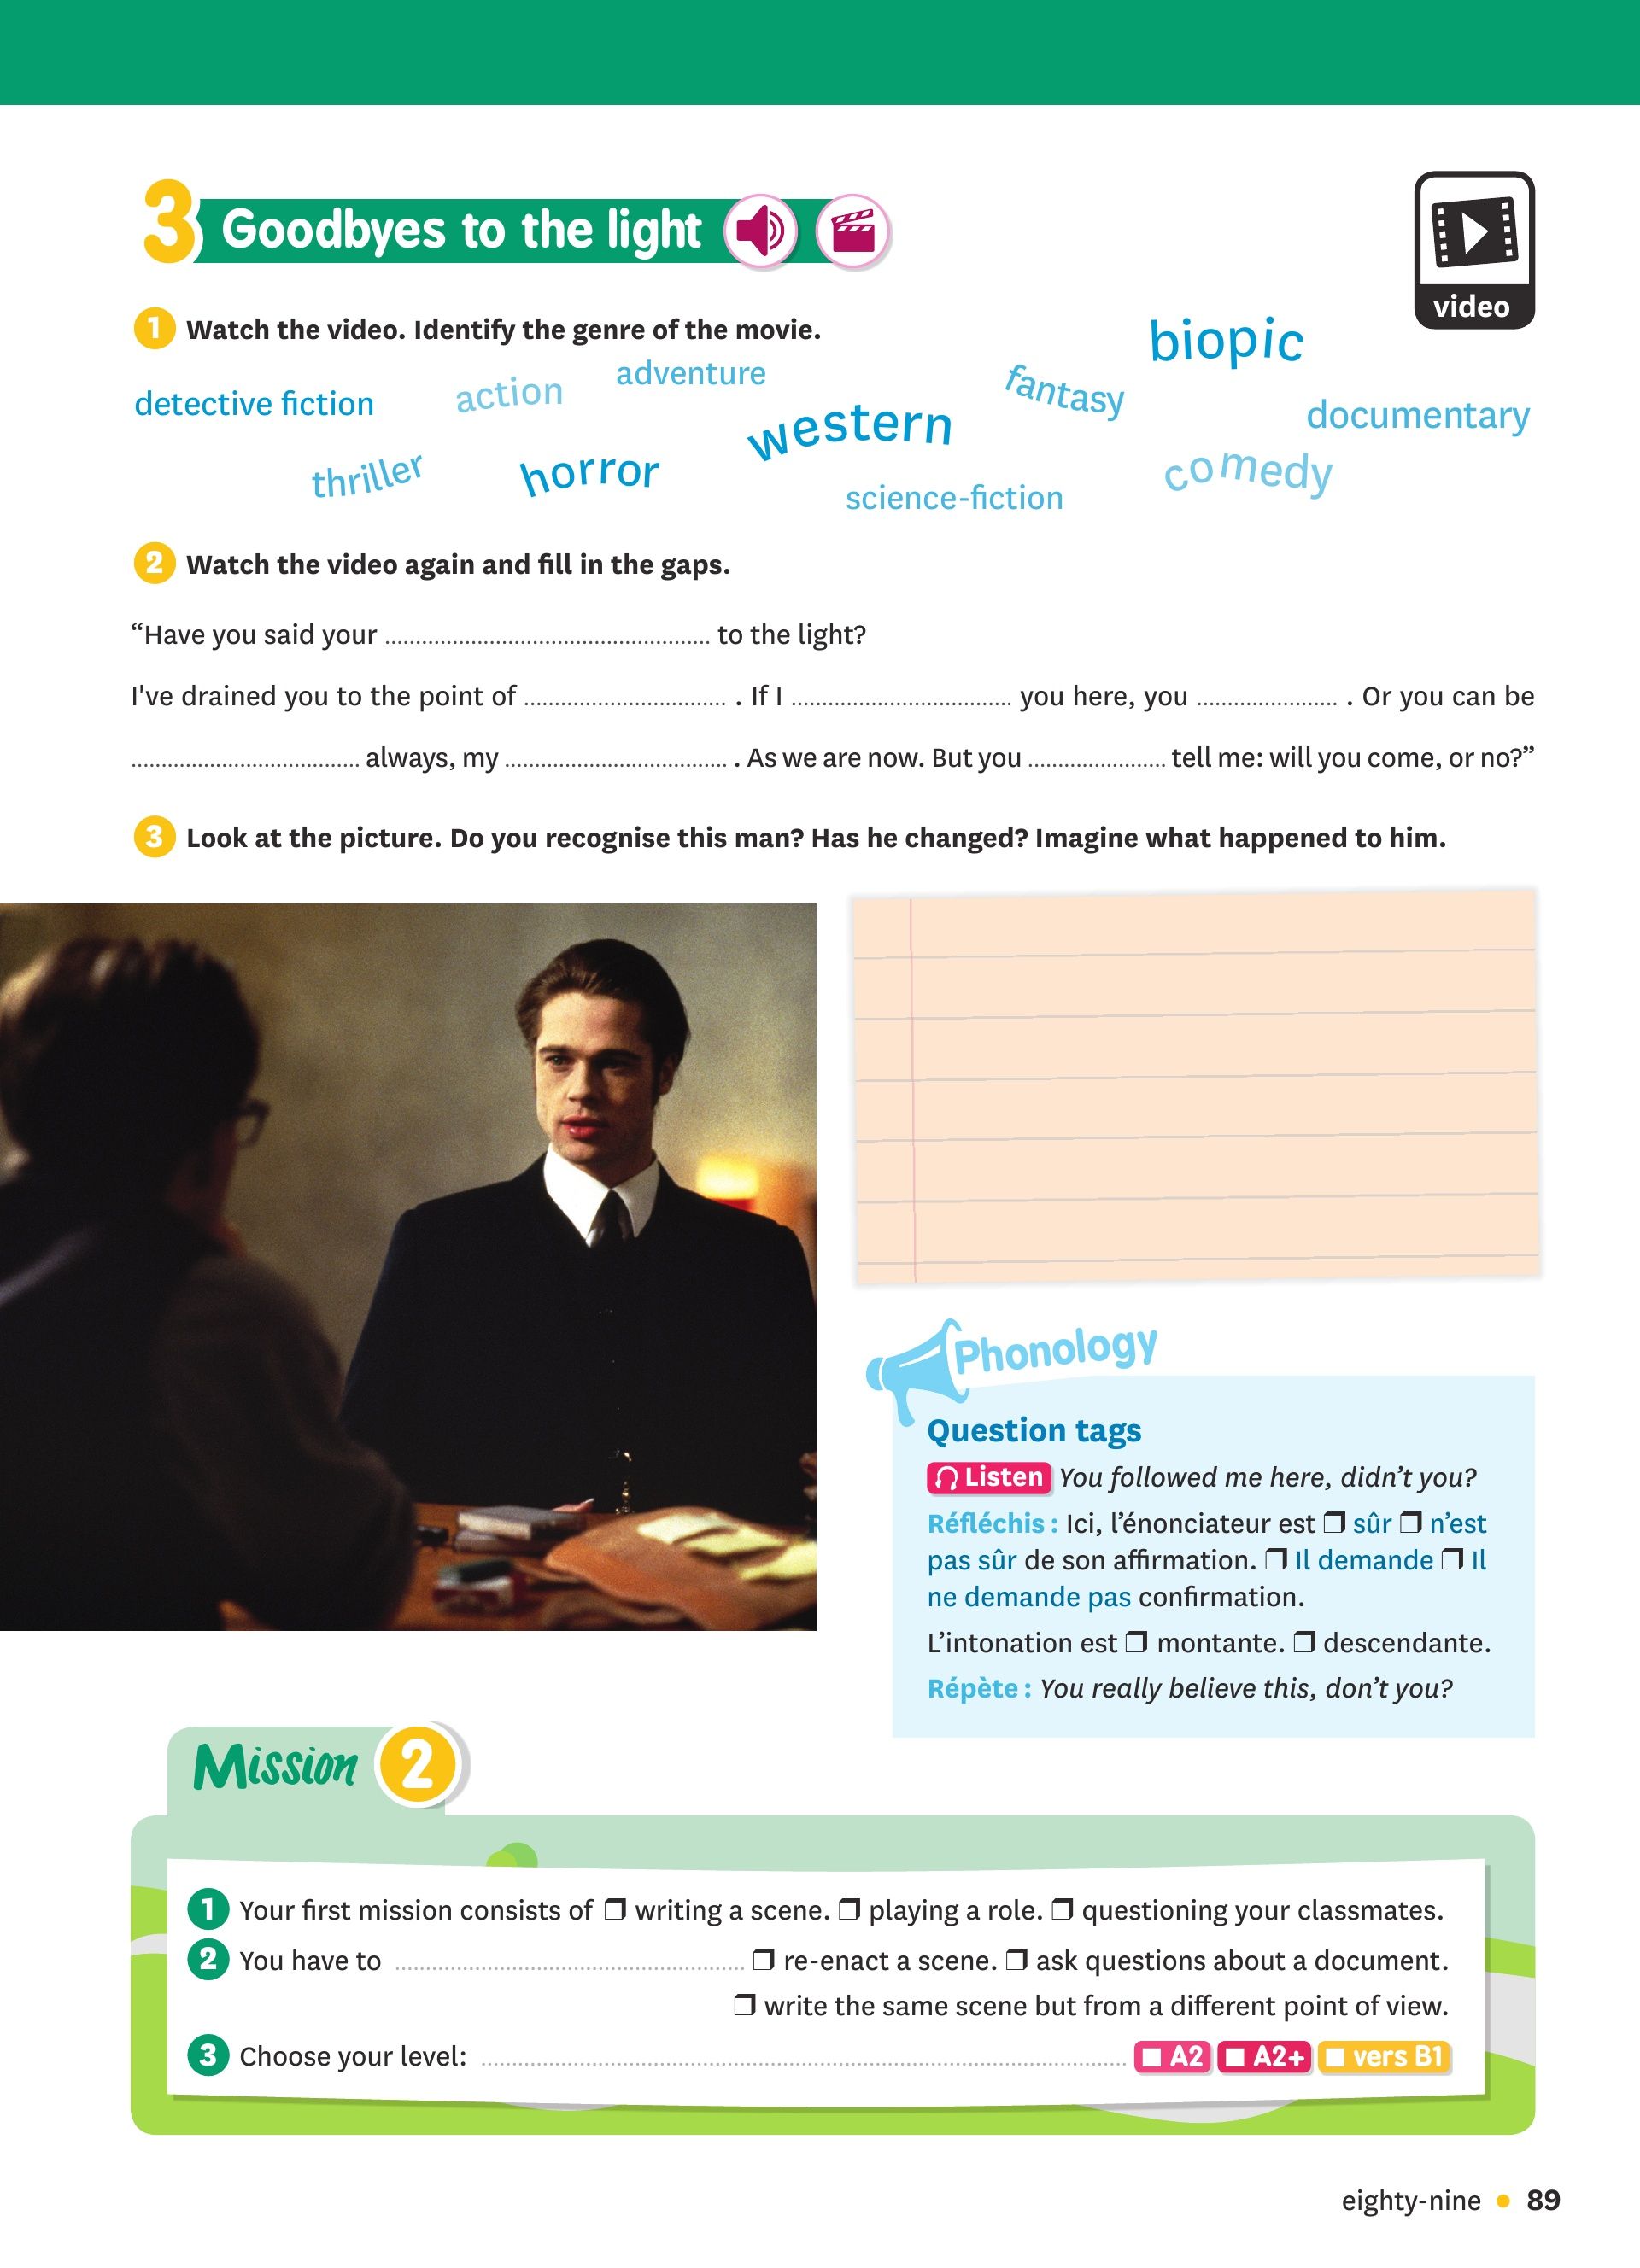 3 Goodbyes to the light
video
1 Watch the video. Identify the genre of the movie.
biopic
adventure
fantasy
detective fiction
action
western
documentary
thriller
horror
comedy
science-fiction
2 Watch the video again and fill in the gaps.
“Have you said your ...................................................... to the light?
I've drained you to the point of .................................. . If I ..................................... you here, you ....................... . Or you can be
...................................... always, my ..................................... . As we are now. But you ....................... tell me: will you come, or no?”
3 Look at the picture. Do you recognise this man? Has he changed? Imagine what happened to him.
Phonology
Question tags
Listen You followed me here, didn’t you?
Réfléchis : Ici, l’énonciateur est ❐ sûr ❐ n’est
pas sûr de son affirmation. ❐ Il demande ❐ Il
ne demande pas confirmation.
L’intonation est ❐ montante. ❐ descendante.
Répète : You really believe this, don’t you?
Mission 2
1 Your first mission consists of ❐ writing a scene. ❐ playing a role. ❐ questioning your classmates.
2 You have to .......................................................... ❐ re-enact a scene. ❐ ask questions about a document.
❐ write the same scene but from a different point of view.
3 Choose your level: ............................................................................................................ ■ A2 ■ A2+ ■ vers B1
eighty-nine • 89